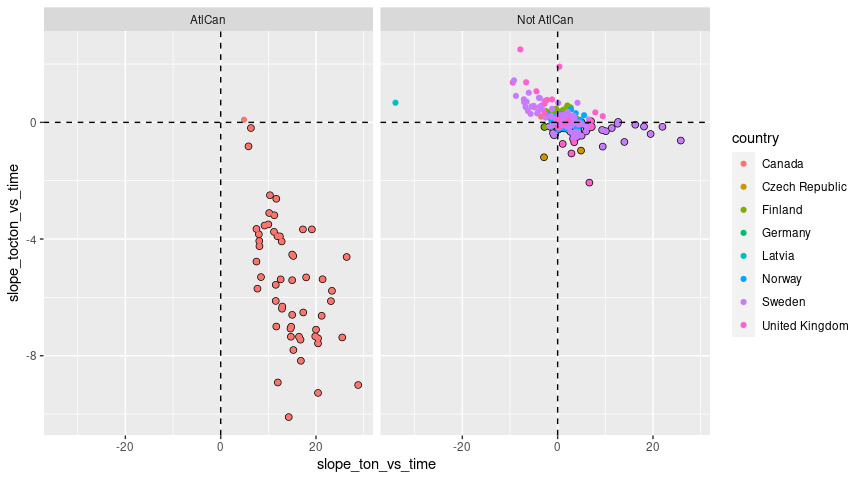 AtlCan
Not AtlCan
0
-4
-8
slope_tocton_vs_time
-20
0
20
-20
0
20
slope_ton_vs_time
country
Canada
Czech Republic
Finland
Germany
Latvia
Norway
Sweden
United Kingdom